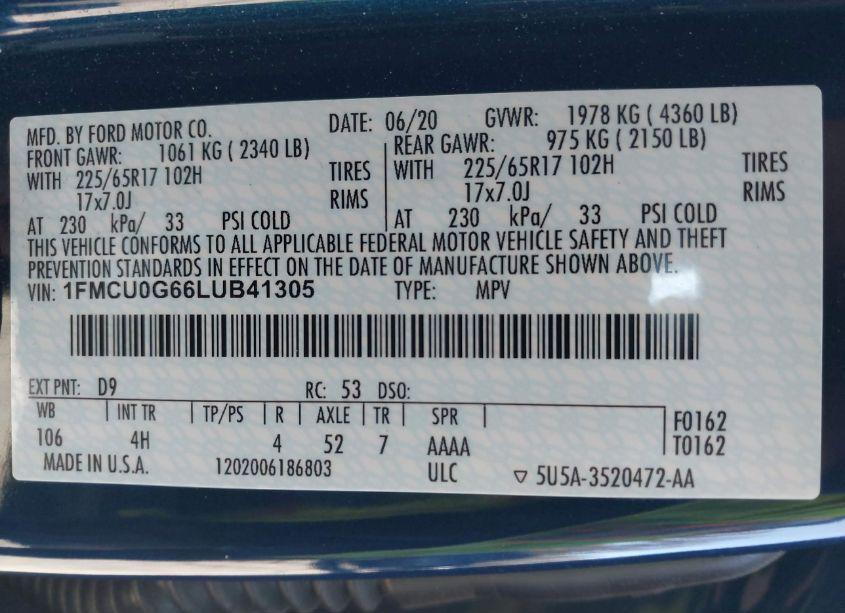 MFD. BY FORD MOTOR CO. DATE: 06/20 GVWR: 1978 KG ( 4360 LB)
FRONT GAWR: 1061 KG ( 2340 LB) REAR GAWR: 975 KG ( 2150 LB)
WITH 225/65R17 102H TIRES WITH 225/65R17 102H TIRES
17x7.0J RIMS 17x7.0J RIMS
AT 230 kPa/ 33 PSI COLD AT 230 kPa/ 33 PSI COLD
THIS VEHICLE CONFORMS TO ALL APPLICABLE FEDERAL MOTOR VEHICLE SAFETY AND THEFT
PREVENTION STANDARDS IN EFFECT ON THE DATE OF MANUFACTURE SHOWN ABOVE.
VIN: 1FMCU0G66LUB41305 TYPE: MPV
EXT PNT: D9 RC: 53 DSO:
WB INT TR TP/PS R AXLE TR SPR F0162
106 4H 4 52 7 AAAA T0162
MADE IN U.S.A. 1202006186803 ULC ▽ 5U5A-3520472-AA